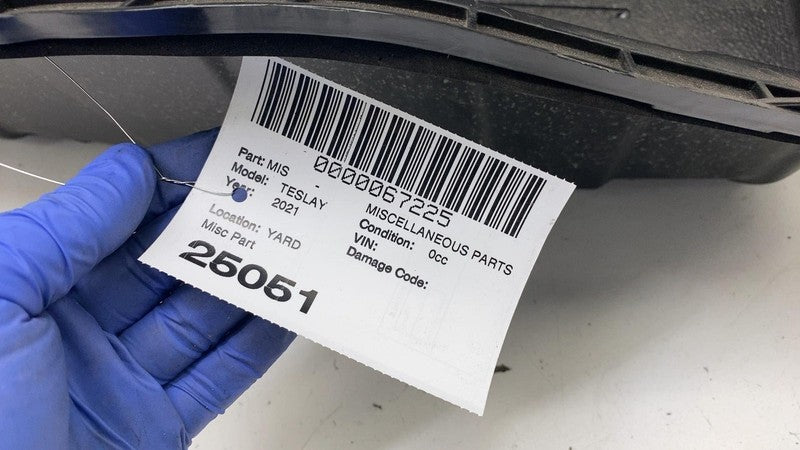 0000067225
Part: MIS - MISCELLANEOUS PARTS
Model: TESLAY Condition: 0cc
Year: 2021 VIN:
Location: YARD Damage Code:
Misc Part
25051